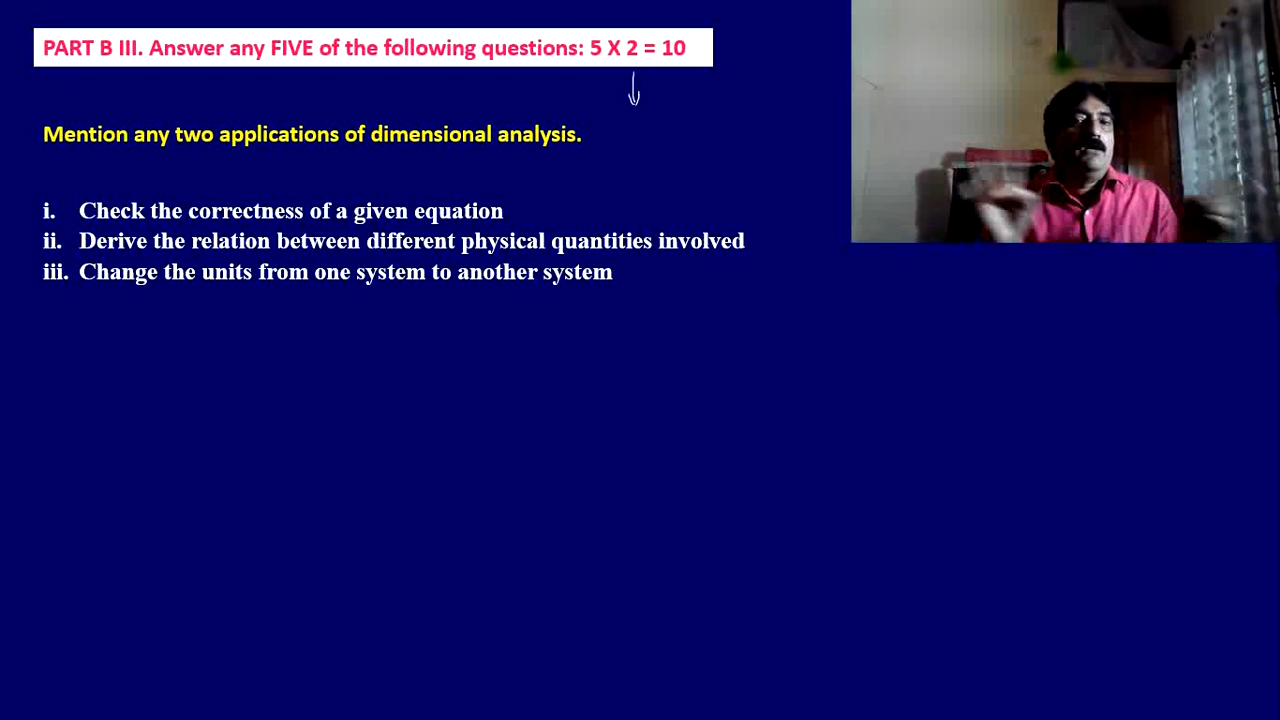 PART B III. Answer any FIVE of the following questions: 5 X 2 = 10
Mention any two applications of dimensional analysis.
i. Check the correctness of a given equation
ii. Derive the relation between different physical quantities involved
iii. Change the units from one system to another system